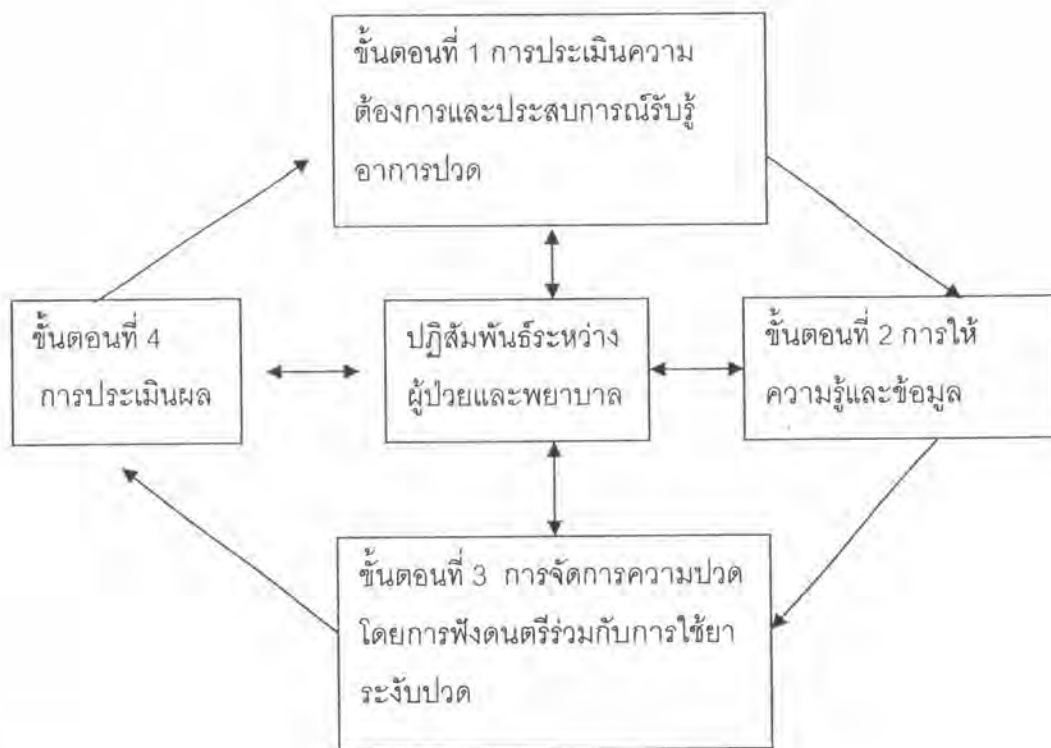 ขั้นตอนที่ 1 การประเมินความ
ต้องการและประสบการณ์รับรู้
อาการปวด
ขั้นตอนที่ 4
การประเมินผล
ปฏิสัมพันธ์ระหว่าง
ผู้ป่วยและพยาบาล
ขั้นตอนที่ 2 การให้
ความรู้และข้อมูล
ขั้นตอนที่ 3 การจัดการความปวด
โดยการฟังดนตรีร่วมกับการใช้ยา
ระงับปวด